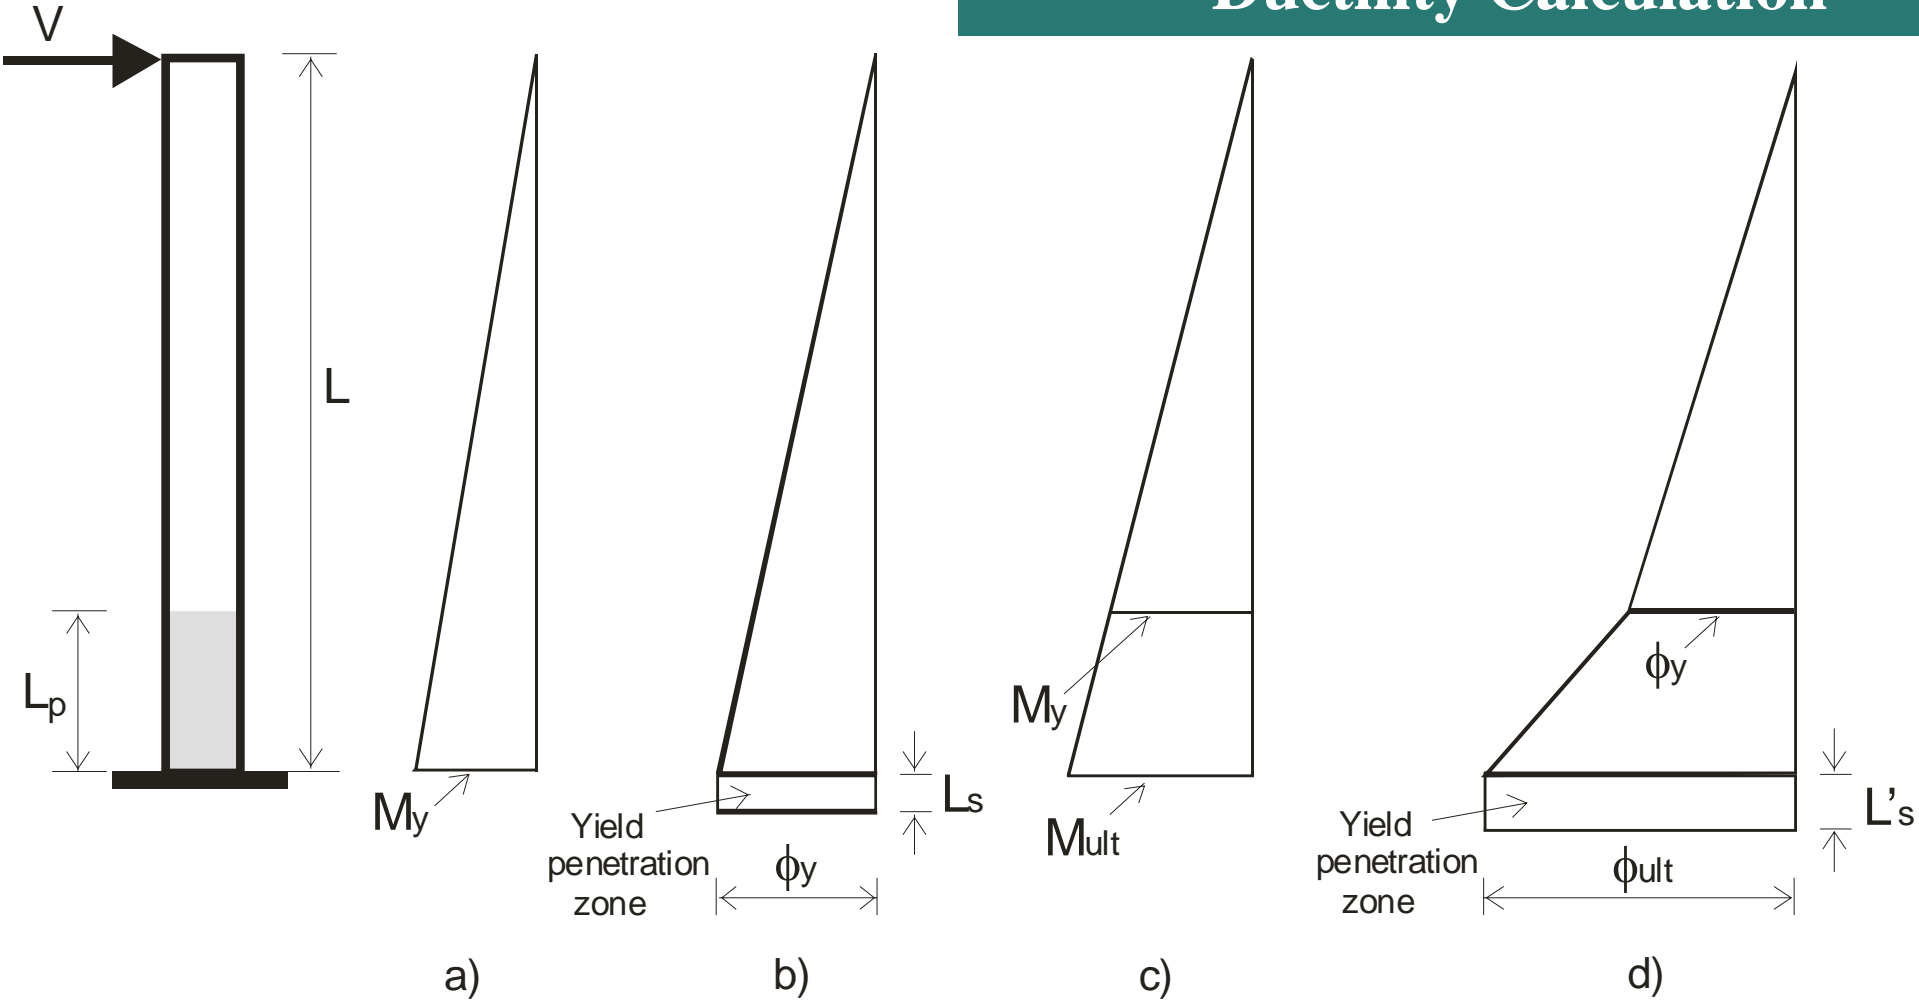 Ductility Calculation
V
L
Lp
My
a)
Yield
penetration
zone
ϕy
Ls
b)
My
Mult
c)
ϕy
Yield
penetration
zone
ϕult
L’s
d)